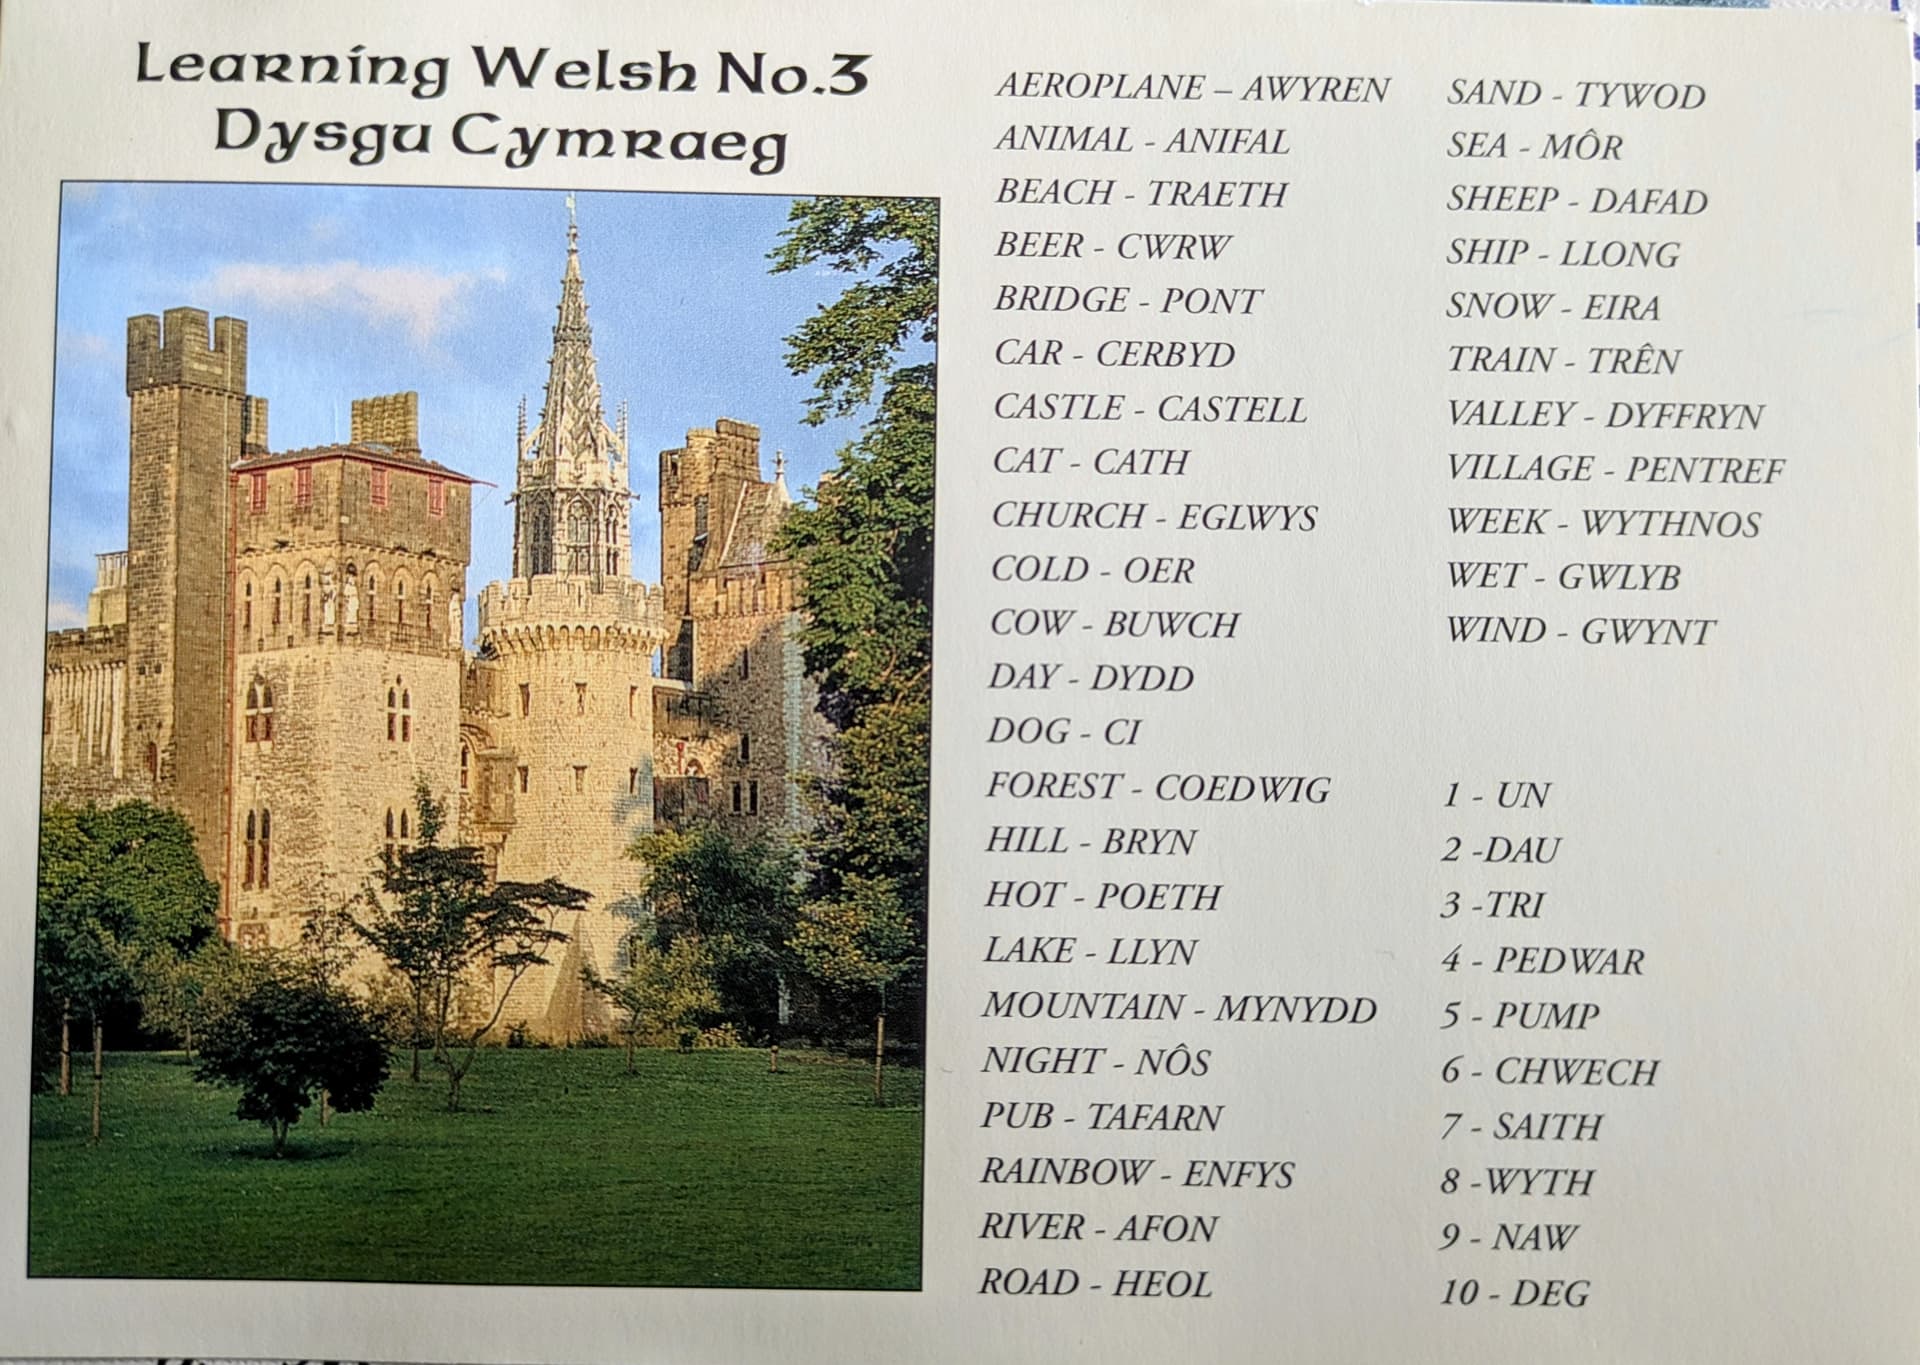 Learning Welsh No.3
Dysgu Cymraeg
AEROPLANE – AWYREN
ANIMAL - ANIFAL
BEACH - TRAETH
BEER - CWRW
BRIDGE - PONT
CAR - CERBYD
CASTLE - CASTELL
CAT - CATH
CHURCH - EGLWYS
COLD - OER
COW - BUWCH
DAY - DYDD
DOG - CI
FOREST - COEDWIG
HILL - BRYN
HOT - POETH
LAKE - LLYN
MOUNTAIN - MYNYDD
NIGHT - NÔS
PUB - TAFARN
RAINBOW - ENFYS
RIVER - AFON
ROAD - HEOL
SAND - TYWOD
SEA - MÔR
SHEEP - DAFAD
SHIP - LLONG
SNOW - EIRA
TRAIN - TRÊN
VALLEY - DYFFRYN
VILLAGE - PENTREF
WEEK - WYTHNOS
WET - GWLYB
WIND - GWYNT
1 - UN
2 -DAU
3 -TRI
4 - PEDWAR
5 - PUMP
6 - CHWECH
7 - SAITH
8 -WYTH
9 - NAW
10 - DEG